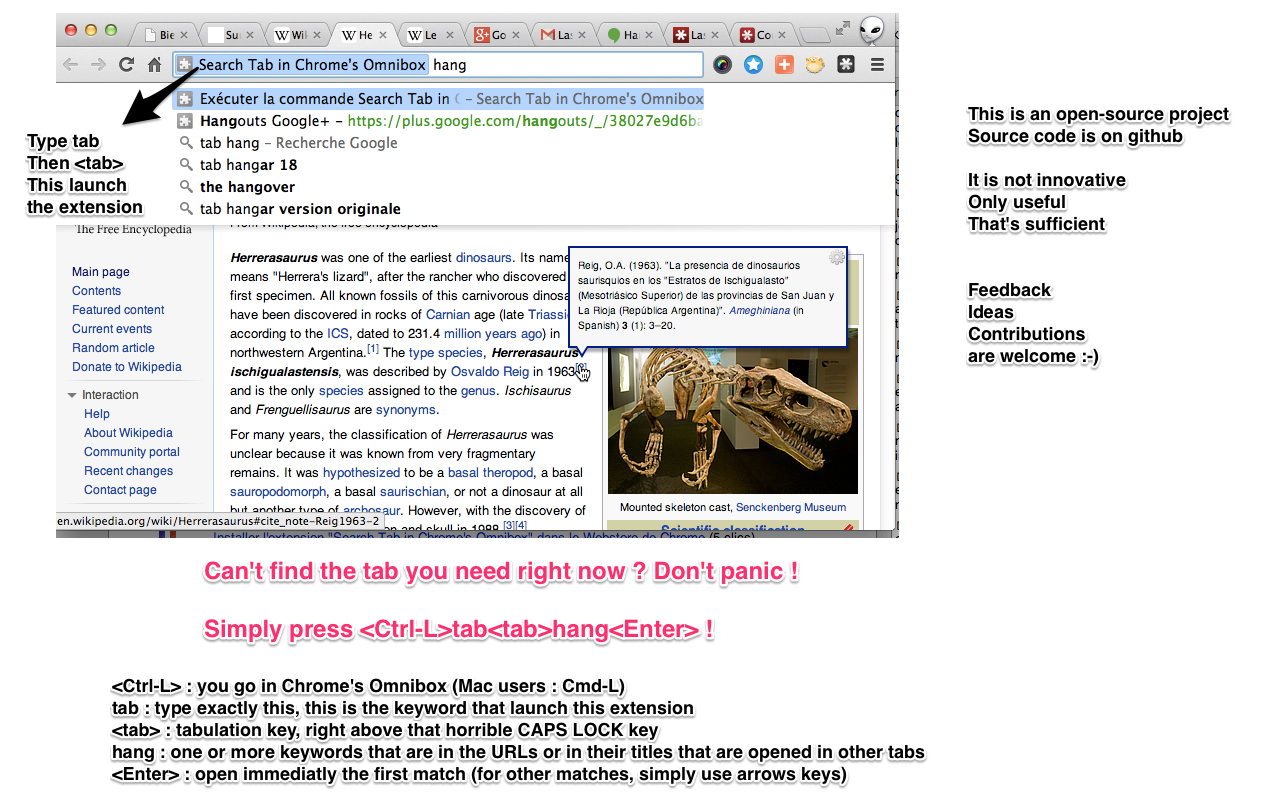 Bie
Su
Wil
He
Le
Go
Las
Ha
Las
Co
Search Tab in Chrome's Omnibox hang
Exécuter la commande Search Tab in – Search Tab in Chrome's Omnibox
Hangouts Google+ – https://plus.google.com/hangouts/_/38027e9d6ba
tab hang – Recherche Google
tab hangar 18
the hangover
tab hangar version originale
Type tab
Then <tab>
This launch
the extension
The Free Encyclopedia
Main page
Contents
Featured content
Current events
Random article
Donate to Wikipedia
Interaction
Help
About Wikipedia
Community portal
Recent changes
Contact page
en.wikipedia.org/wiki/Herrerasaurus#cite_note-Reig1963-2
From Wikipedia, the free encyclopedia
Herrerasaurus was one of the earliest dinosaurs. Its name
means "Herrera's lizard", after the rancher who discovered
first specimen. All known fossils of this carnivorous dinosa
have been discovered in rocks of Carnian age (late Triassic
according to the ICS, dated to 231.4 million years ago) in
northwestern Argentina.[1] The type species, Herrerasaurus
ischigualastensis, was described by Osvaldo Reig in 1963
and is the only species assigned to the genus. Ischisaurus
and Frenguellisaurus are synonyms.
For many years, the classification of Herrerasaurus was
unclear because it was known from very fragmentary
remains. It was hypothesized to be a basal theropod, a basal
sauropodomorph, a basal saurischian, or not a dinosaur at all
but another type of archosaur. However, with the discovery of
and skull in 1988,[3][4]
Reig, O.A. (1963). "La presencia de dinosaurios
saurisquios en los "Estratos de Ischigualasto"
(Mesotriásico Superior) de las provincias de San Juan y
La Rioja (República Argentina)". Ameghiniana (in
Spanish) 3 (1): 3–20.
Mounted skeleton cast, Senckenberg Museum
Scientific classification
Installer l'extension "Search Tab in Chrome's Omnibox" dans le Webstore de Chrome (5 clics)
This is an open-source project
Source code is on github
It is not innovative
Only useful
That's sufficient
Feedback
Ideas
Contributions
are welcome :-)
Can't find the tab you need right now ? Don't panic !
Simply press <Ctrl-L>tab<tab>hang<Enter> !
<Ctrl-L> : you go in Chrome's Omnibox (Mac users : Cmd-L)
tab : type exactly this, this is the keyword that launch this extension
<tab> : tabulation key, right above that horrible CAPS LOCK key
hang : one or more keywords that are in the URLs or in their titles that are opened in other tabs
<Enter> : open immediatly the first match (for other matches, simply use arrows keys)